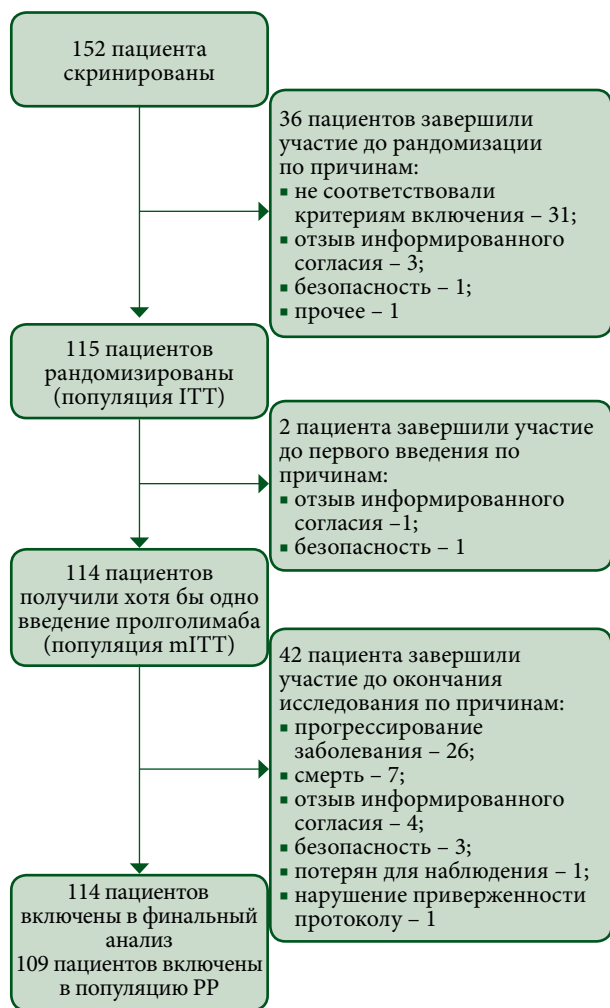 152 пациента
скринированы
36 пациентов завершили
участие до рандомизации
по причинам:
▪ не соответствовали
критериям включения – 31;
▪ отзыв информированного
согласия – 3;
▪ безопасность – 1;
▪ прочее – 1
115 пациентов
рандомизированы
(популяция ITT)
2 пациента завершили участие
до первого введения по
причинам:
▪ отзыв информированного
согласия –1;
▪ безопасность – 1
114 пациентов
получили хотя бы одно
введение пролголимаба
(популяция mITT)
42 пациента завершили
участие до окончания
исследования по причинам:
▪ прогрессирование
заболевания – 26;
▪ смерть – 7;
▪ отзыв информированного
согласия – 4;
▪ безопасность – 3;
▪ потерян для наблюдения – 1;
▪ нарушение приверженности
протоколу – 1
114 пациентов
включены в финальный
анализ
109 пациентов включены
в популяцию PP